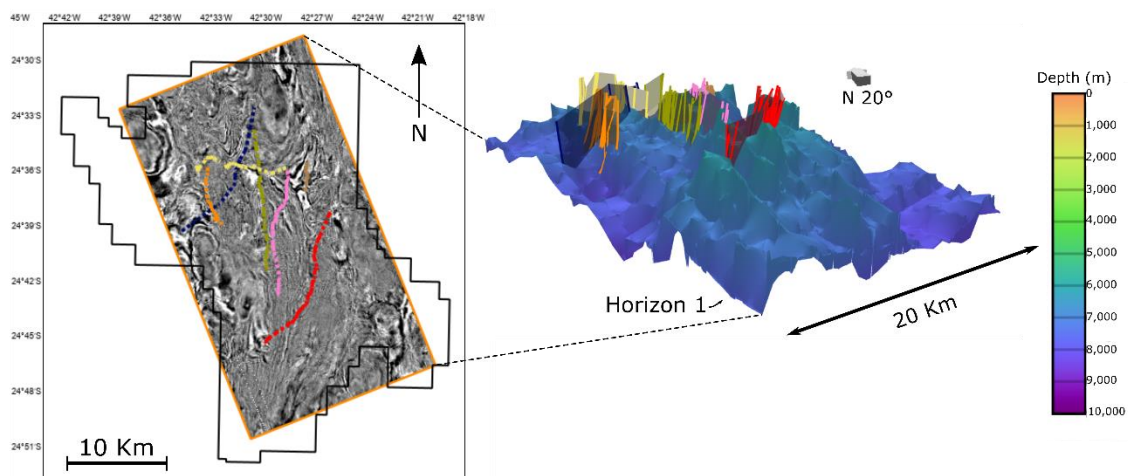 45'W 42°42'W 42°39'W 42°36'W 42°33'W 42°30'W 42°27'W 42°24'W 42°21'W 42°18'W
24°30'S
24°33'S
24°36'S
24°39'S
24°42'S
24°45'S
24°48'S
24°51'S
N
10 Km
N 20°
Horizon 1
20 Km
Depth (m)
0
1,000
2,000
3,000
4,000
5,000
6,000
7,000
8,000
9,000
10,000